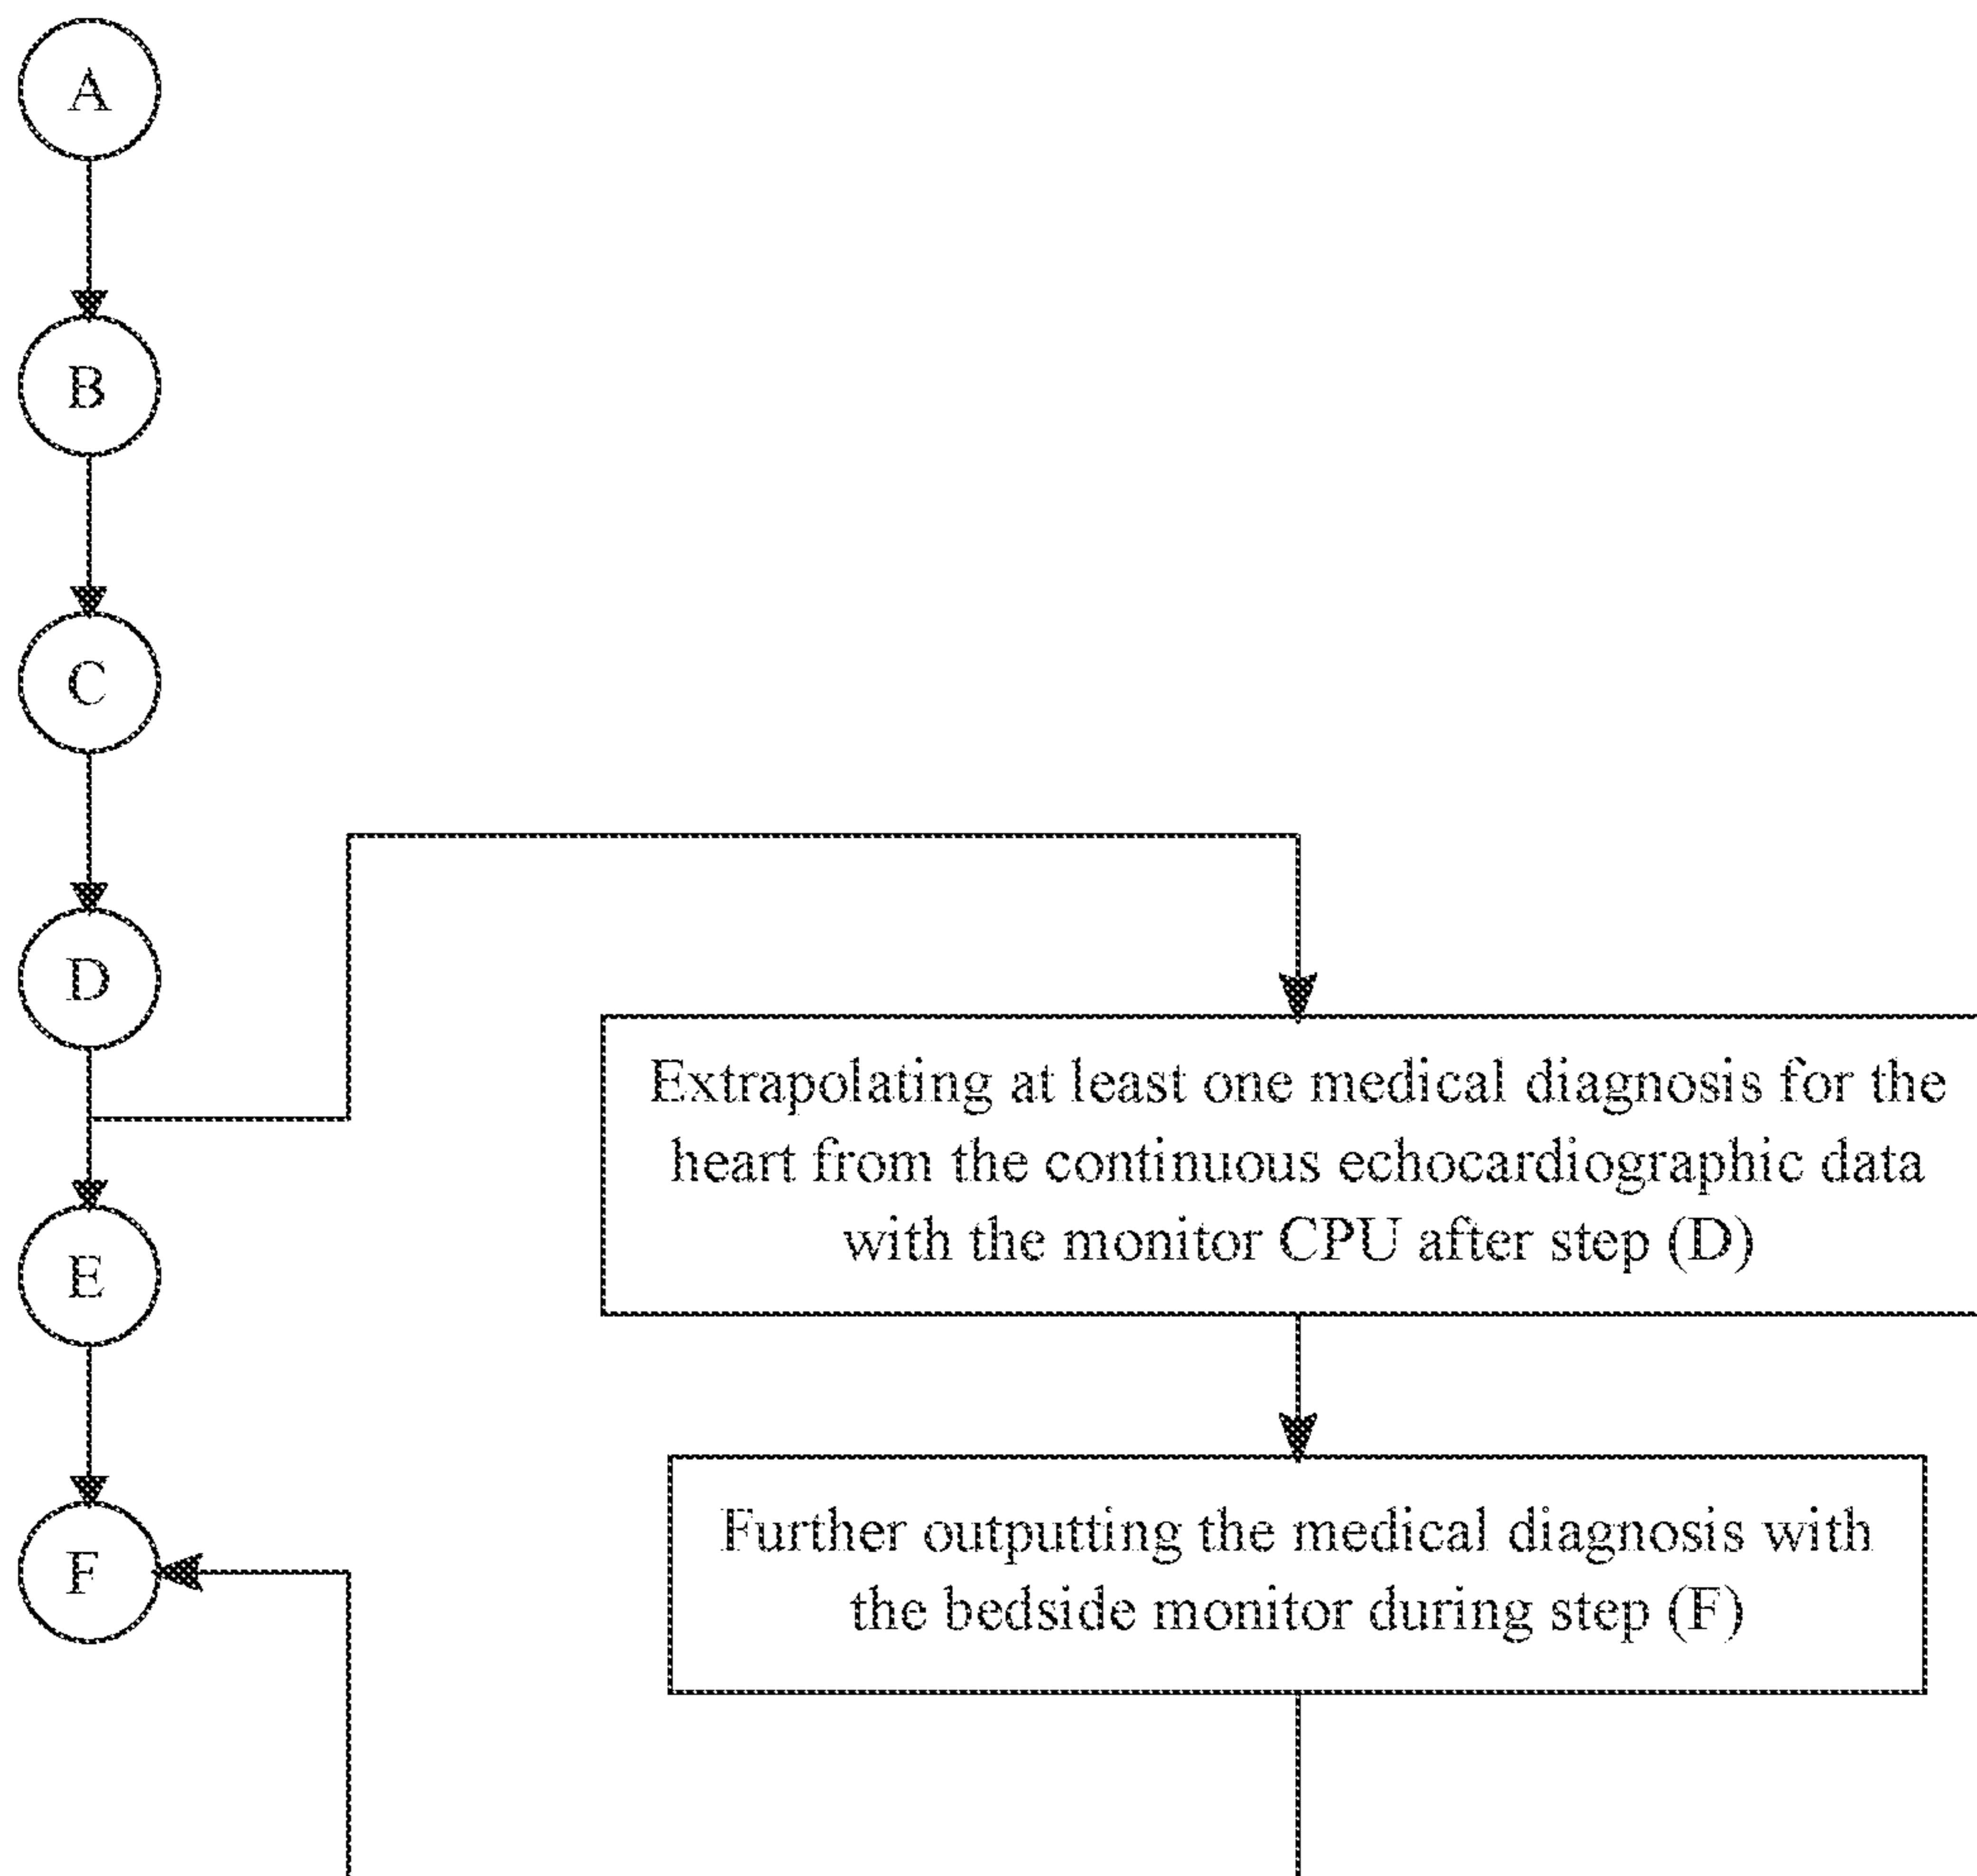 A
B
C
D
Extrapolating at least one medical diagnosis for the
heart from the continuous echocardiographic data
with the monitor CPU after step (D)
E
Further outputting the medical diagnosis with
the bedside monitor during step (F)
F